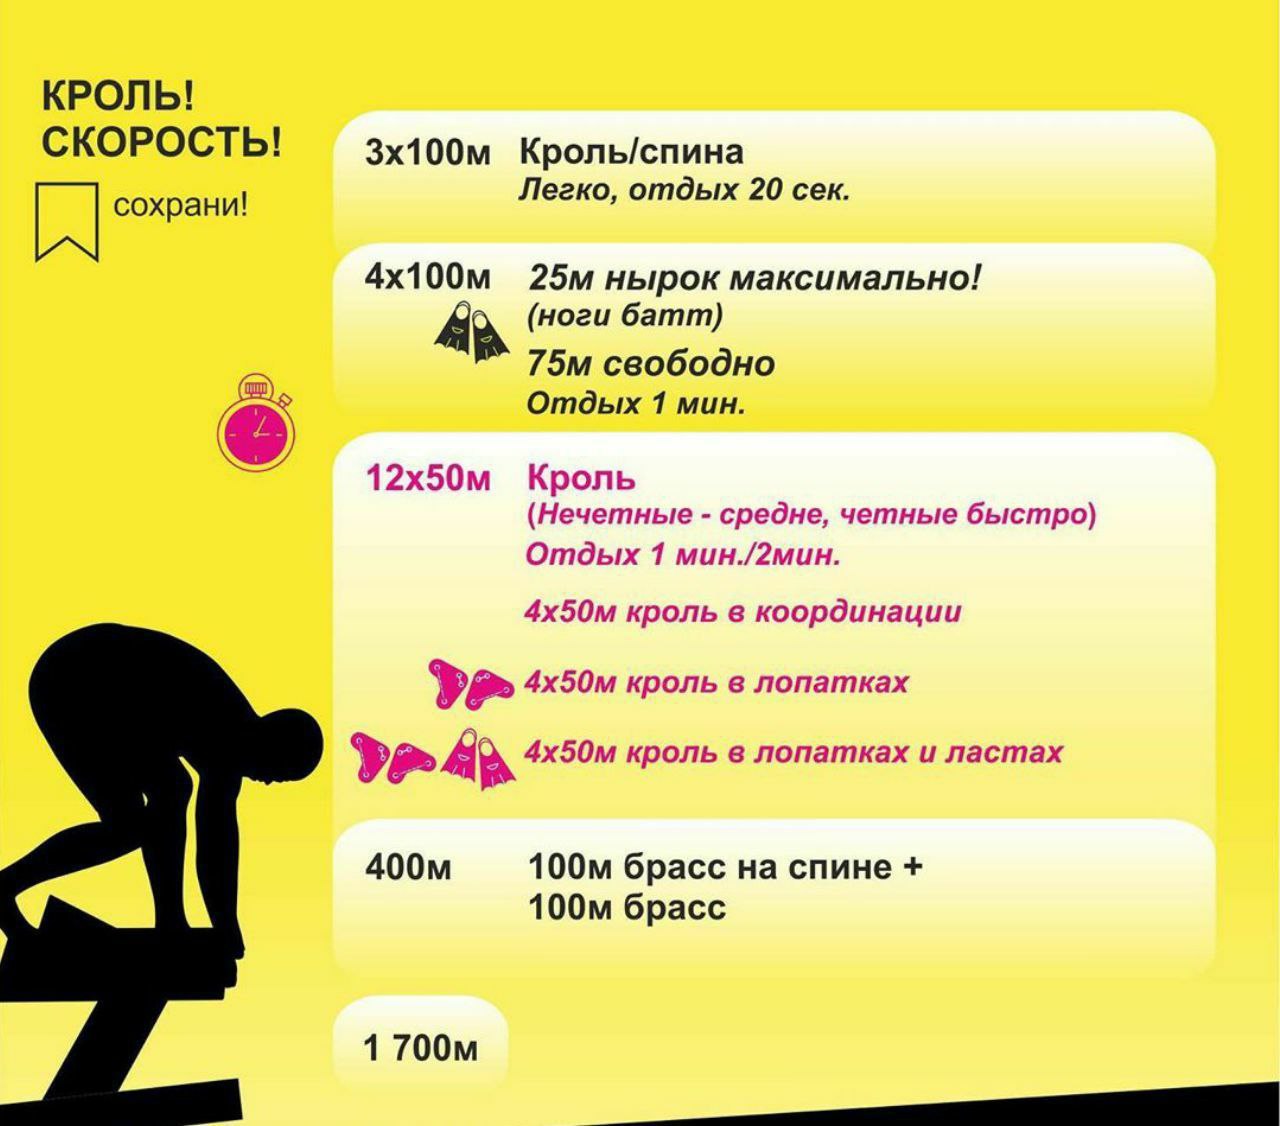 КРОЛЬ!
СКОРОСТЬ!
сохрани!
3х100м Кроль/спина
Легко, отдых 20 сек.
4х100м 25м нырок максимально!
(ноги батт)
75м свободно
Отдых 1 мин.
12х50м Кроль
(Нечетные - средне, четные быстро)
Отдых 1 мин./2мин.
4х50м кроль в координации
4х50м кроль в лопатках
4х50м кроль в лопатках и ластах
400м 100м брасс на спине +
100м брасс
1 700м